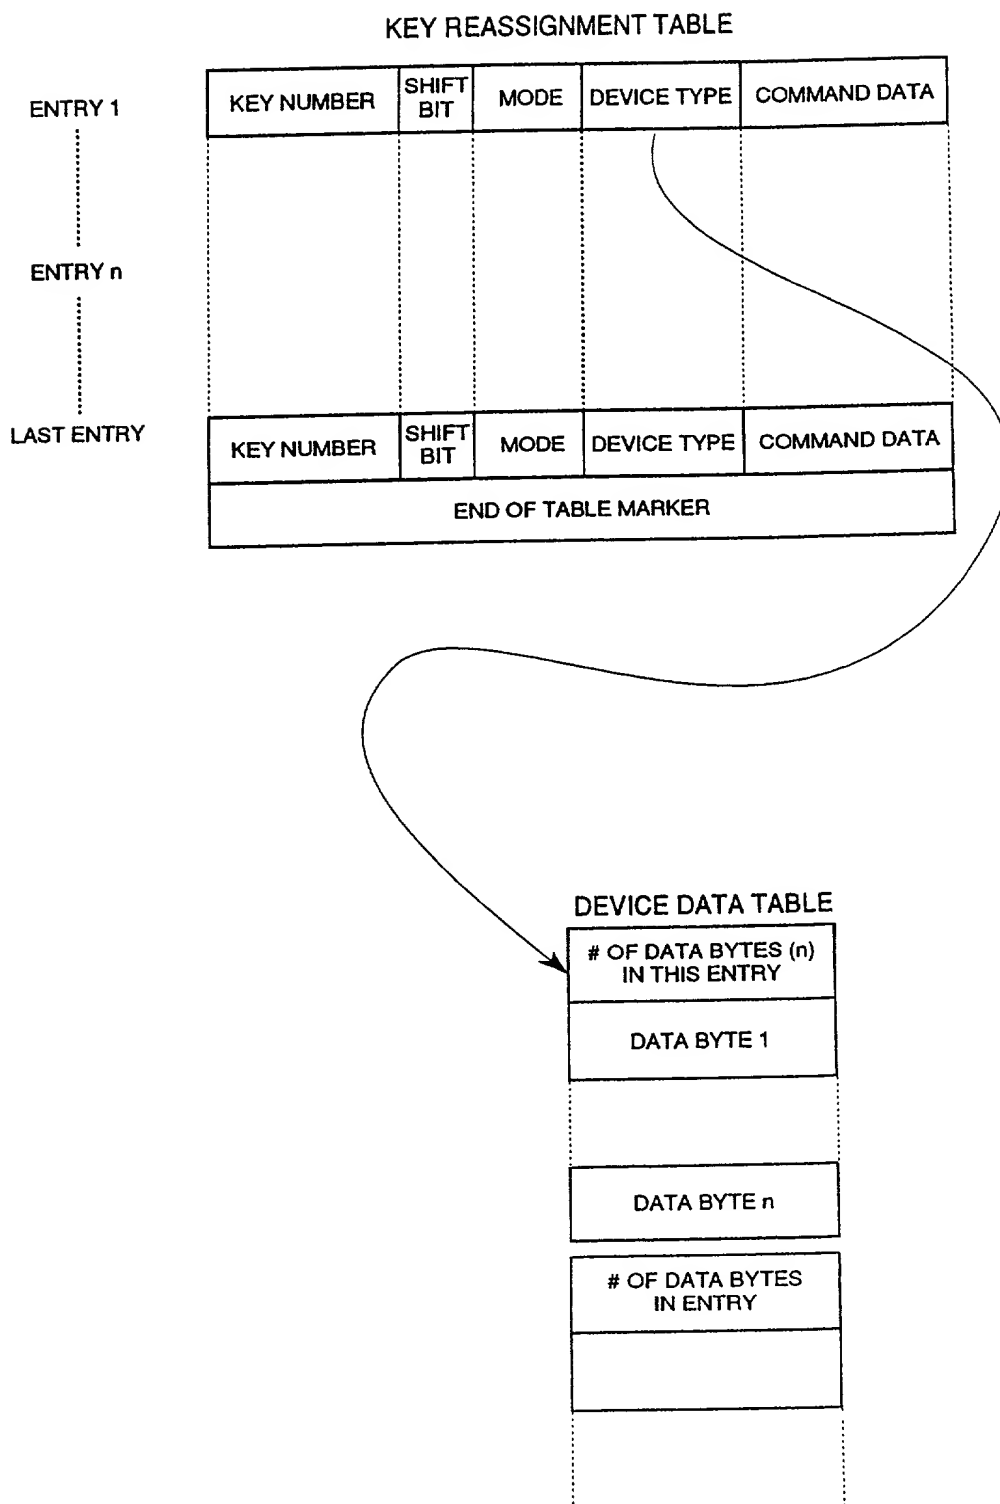 KEY REASSIGNMENT TABLE
ENTRY 1
KEY NUMBER
SHIFT
BIT
MODE
DEVICE TYPE
COMMAND DATA
ENTRY n
LAST ENTRY
KEY NUMBER
SHIFT
BIT
MODE
DEVICE TYPE
COMMAND DATA
END OF TABLE MARKER
DEVICE DATA TABLE
# OF DATA BYTES (n)
IN THIS ENTRY
DATA BYTE 1
DATA BYTE n
# OF DATA BYTES
IN ENTRY